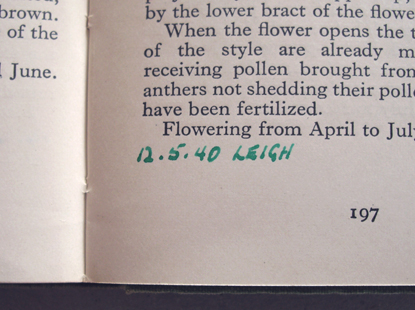 brown.
of the
June.
by the lower bract of the flowe
When the flower opens the t
of the style are already m
receiving pollen brought from
anthers not shedding their poll
have been fertilized.
Flowering from April to July
12.5.40 LEIGH
197